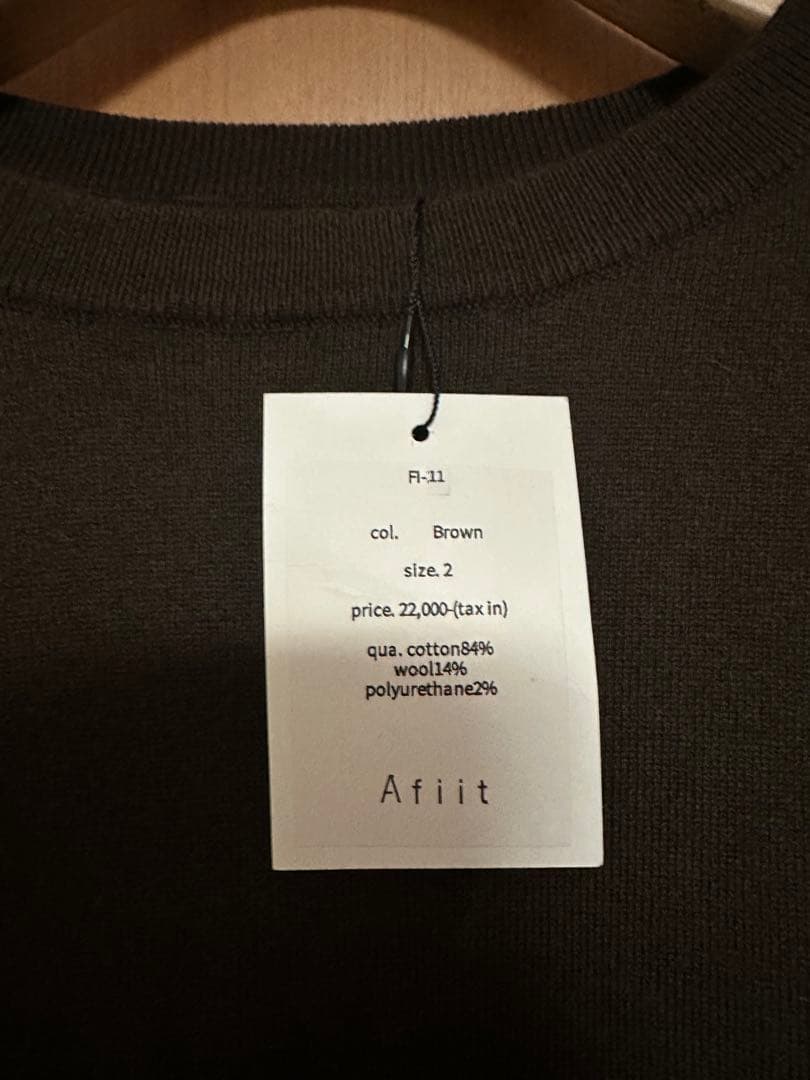 FI-11
col. Brown
size. 2
price. 22,000-(tax in)
qua. cotton84%
wool14%
polyurethane2%
Afiit